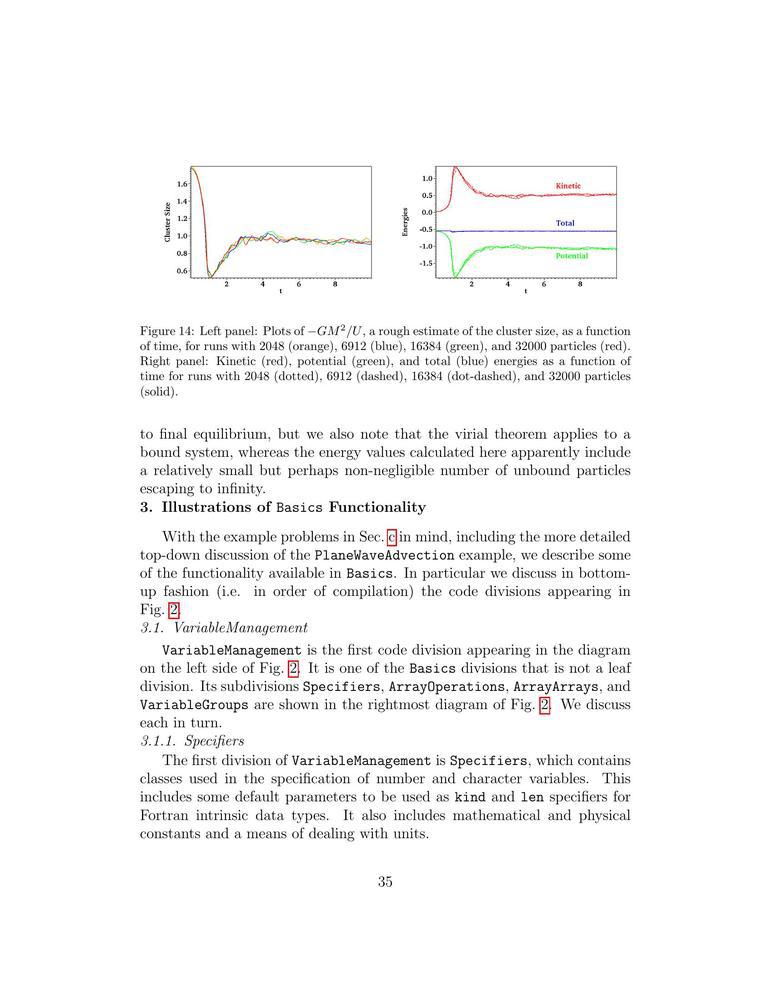 1.6
1.4
1.2
1.0
0.8
0.6
Cluster Size
2 4 6 8
t
1.0
0.5
0.0
-0.5
-1.0
-1.5
Energies
Kinetic
Total
Potential
2 4 6 8
t
Figure 14: Left panel: Plots of −GM²/U, a rough estimate of the cluster size, as a function
of time, for runs with 2048 (orange), 6912 (blue), 16384 (green), and 32000 particles (red).
Right panel: Kinetic (red), potential (green), and total (blue) energies as a function of
time for runs with 2048 (dotted), 6912 (dashed), 16384 (dot-dashed), and 32000 particles
(solid).
to final equilibrium, but we also note that the virial theorem applies to a
bound system, whereas the energy values calculated here apparently include
a relatively small but perhaps non-negligible number of unbound particles
escaping to infinity.
3. Illustrations of Basics Functionality
With the example problems in Sec. c in mind, including the more detailed
top-down discussion of the PlaneWaveAdvection example, we describe some
of the functionality available in Basics. In particular we discuss in bottom-
up fashion (i.e. in order of compilation) the code divisions appearing in
Fig. 2.
3.1. VariableManagement
VariableManagement is the first code division appearing in the diagram
on the left side of Fig. 2. It is one of the Basics divisions that is not a leaf
division. Its subdivisions Specifiers, ArrayOperations, ArrayArrays, and
VariableGroups are shown in the rightmost diagram of Fig. 2. We discuss
each in turn.
3.1.1. Specifiers
The first division of VariableManagement is Specifiers, which contains
classes used in the specification of number and character variables. This
includes some default parameters to be used as kind and len specifiers for
Fortran intrinsic data types. It also includes mathematical and physical
constants and a means of dealing with units.
35